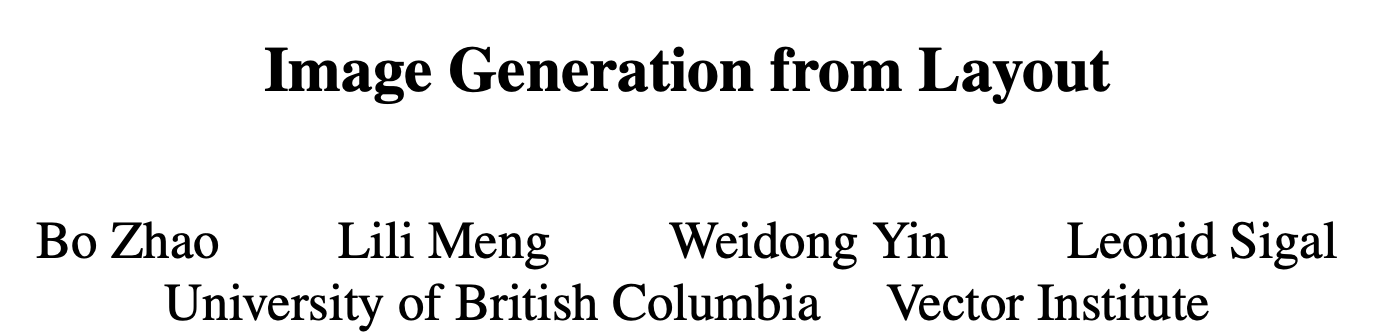 Image Generation from Layout
Bo Zhao Lili Meng Weidong Yin Leonid Sigal
University of British Columbia Vector Institute